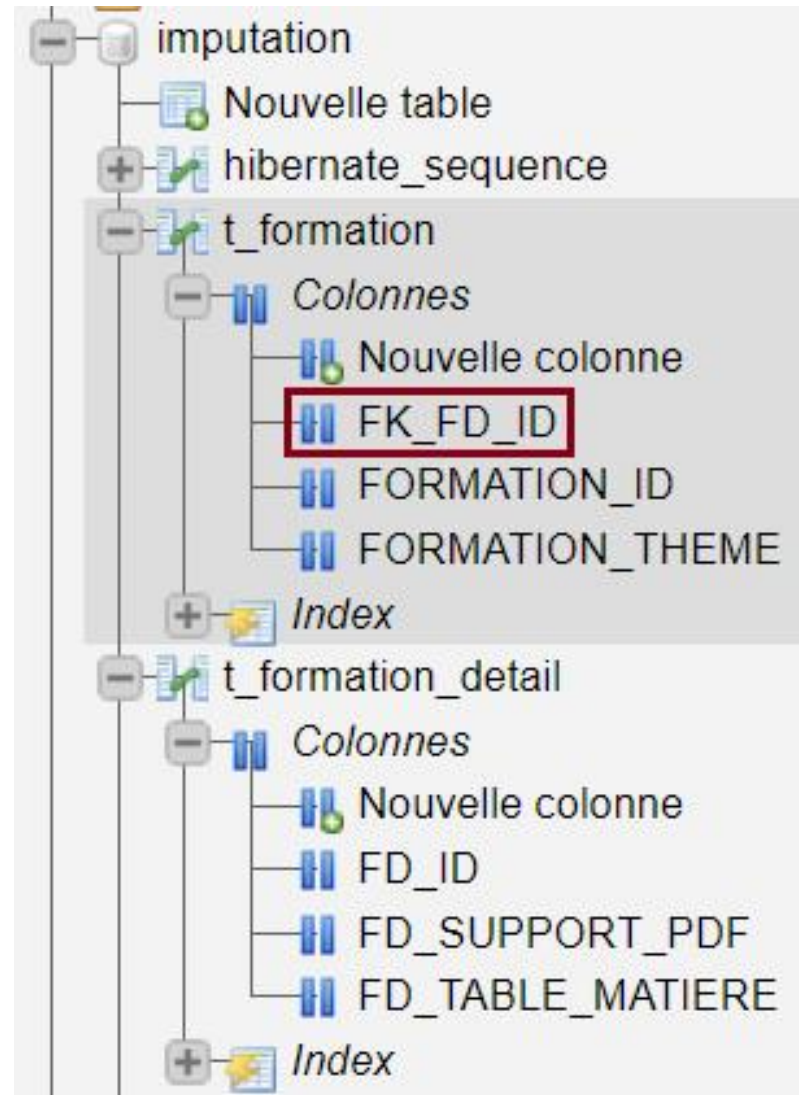 imputation
Nouvelle table
hibernate_sequence
t_formation
Colonnes
Nouvelle colonne
FK_FD_ID
FORMATION_ID
FORMATION_THEME
Index
t_formation_detail
Colonnes
Nouvelle colonne
FD_ID
FD_SUPPORT_PDF
FD_TABLE_MATIERE
Index